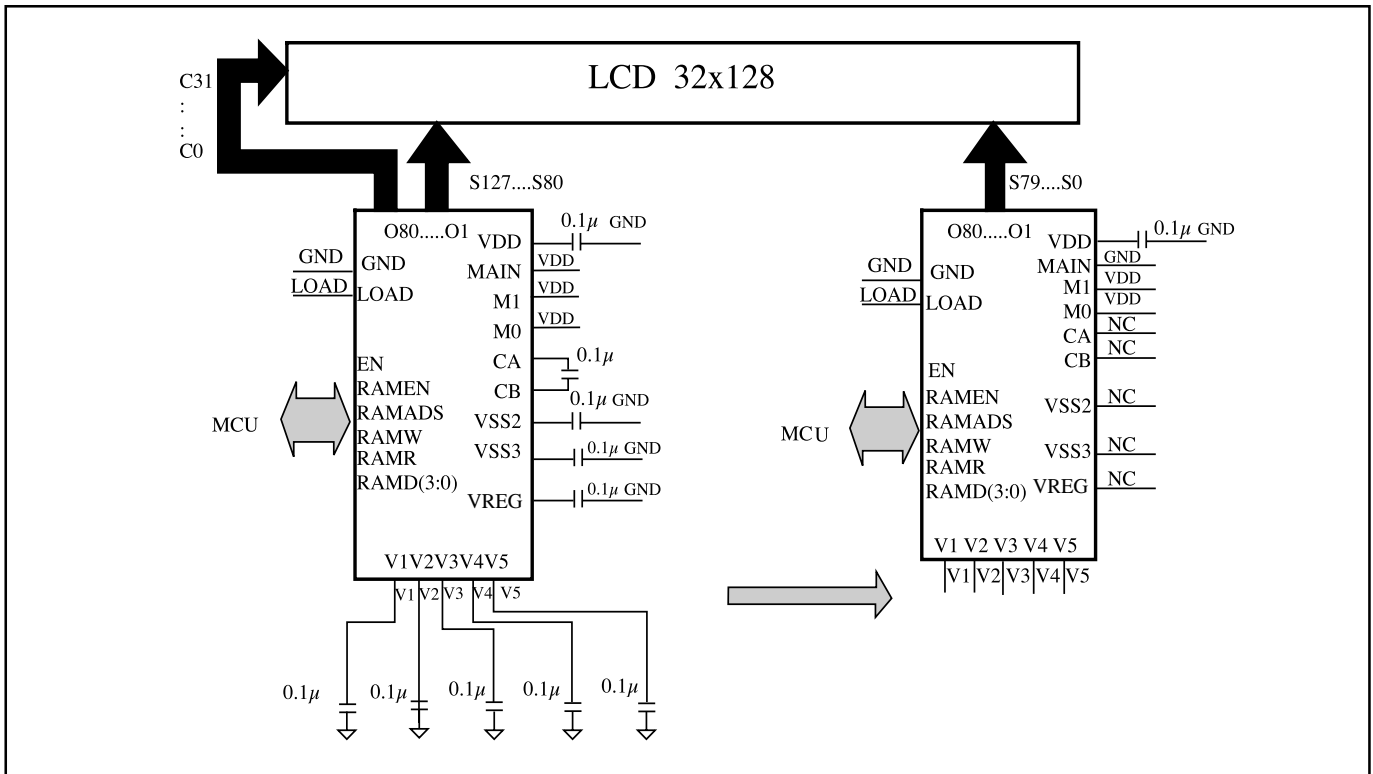 LCD 32x128
C31
:
:
C0
S127....S80
S79....S0
O80.....O1
GND
GND
LOAD
LOAD
EN
RAMEN
RAMADS
RAMW
RAMR
RAMD(3:0)
MCU
VDD
0.1µ GND
MAIN
VDD
M1
VDD
M0
VDD
CA
0.1µ
CB
VSS2
0.1µ GND
VSS3
0.1µ GND
VREG
0.1µ GND
V1V2V3V4V5
V1 V2 V3 V4 V5
0.1µ 0.1µ 0.1µ 0.1µ 0.1µ
O80.....O1
GND
GND
LOAD
LOAD
EN
RAMEN
RAMADS
RAMW
RAMR
RAMD(3:0)
MCU
VDD
0.1µ GND
MAIN
GND
M1
VDD
M0
VDD
CA
NC
CB
NC
VSS2
NC
VSS3
NC
VREG
NC
V1 V2 V3 V4 V5
V1 V2 V3 V4 V5